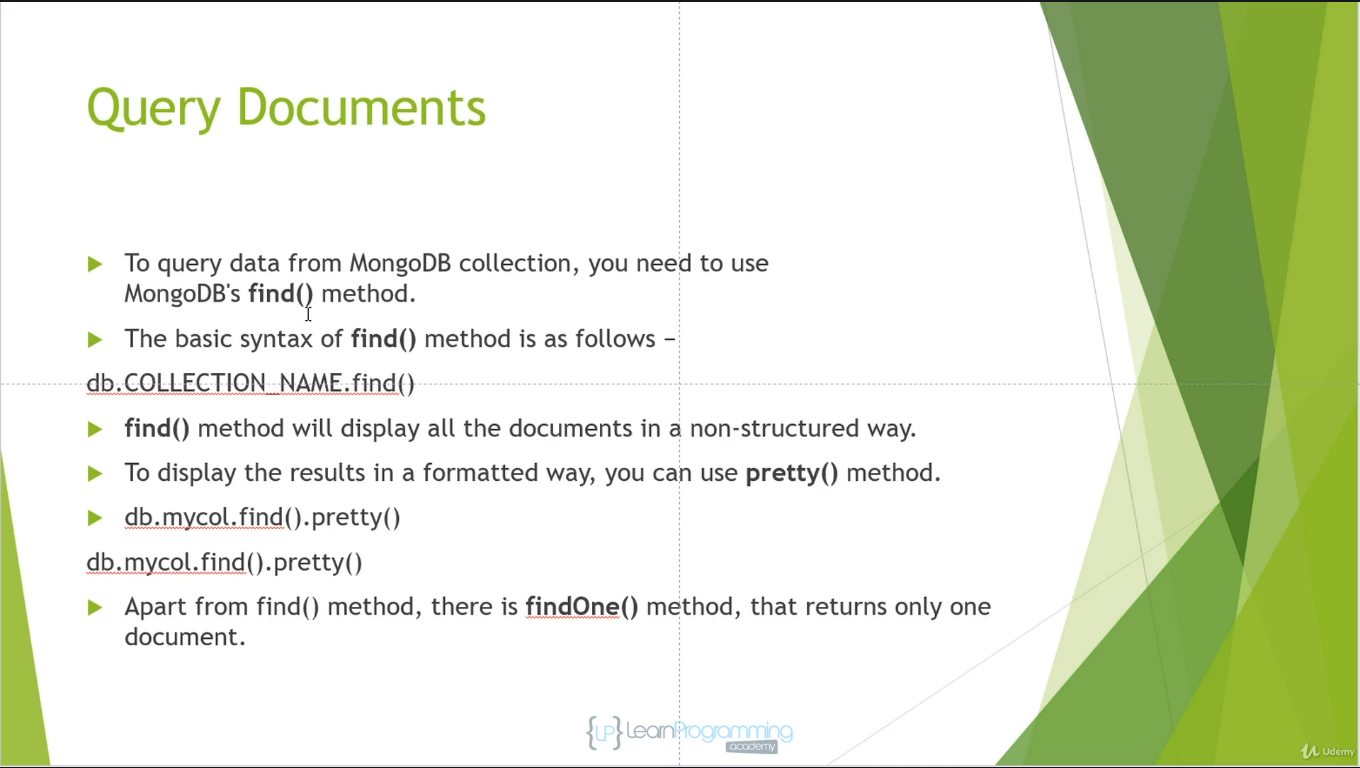 Query Documents
To query data from MongoDB collection, you need to use
MongoDB's find() method.
The basic syntax of find() method is as follows –
db.COLLECTION_NAME.find()
find() method will display all the documents in a non-structured way.
To display the results in a formatted way, you can use pretty() method.
db.mycol.find().pretty()
db.mycol.find().pretty()
Apart from find() method, there is findOne() method, that returns only one
document.
{LP} LearnProgramming
academy
Udemy